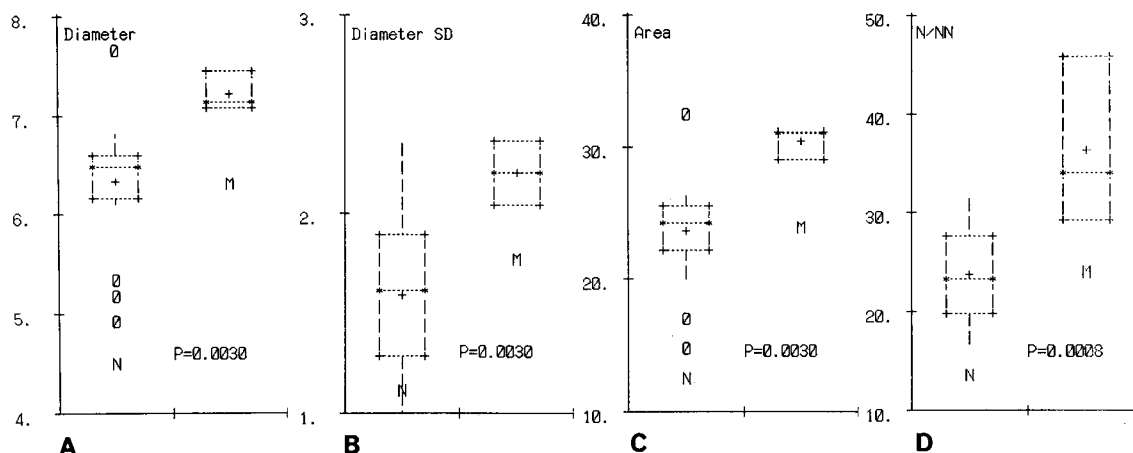 8.
7.
6.
5.
4.
Diameter
0
0
0
0
N
M
P=0.0030
A
3.
2.
1.
Diameter SD
N
M
P=0.0030
B
40.
30.
20.
10.
Area
0
0
0
N
M
P=0.0030
C
50.
40.
30.
20.
10.
N/NN
N
M
P=0.0008
D